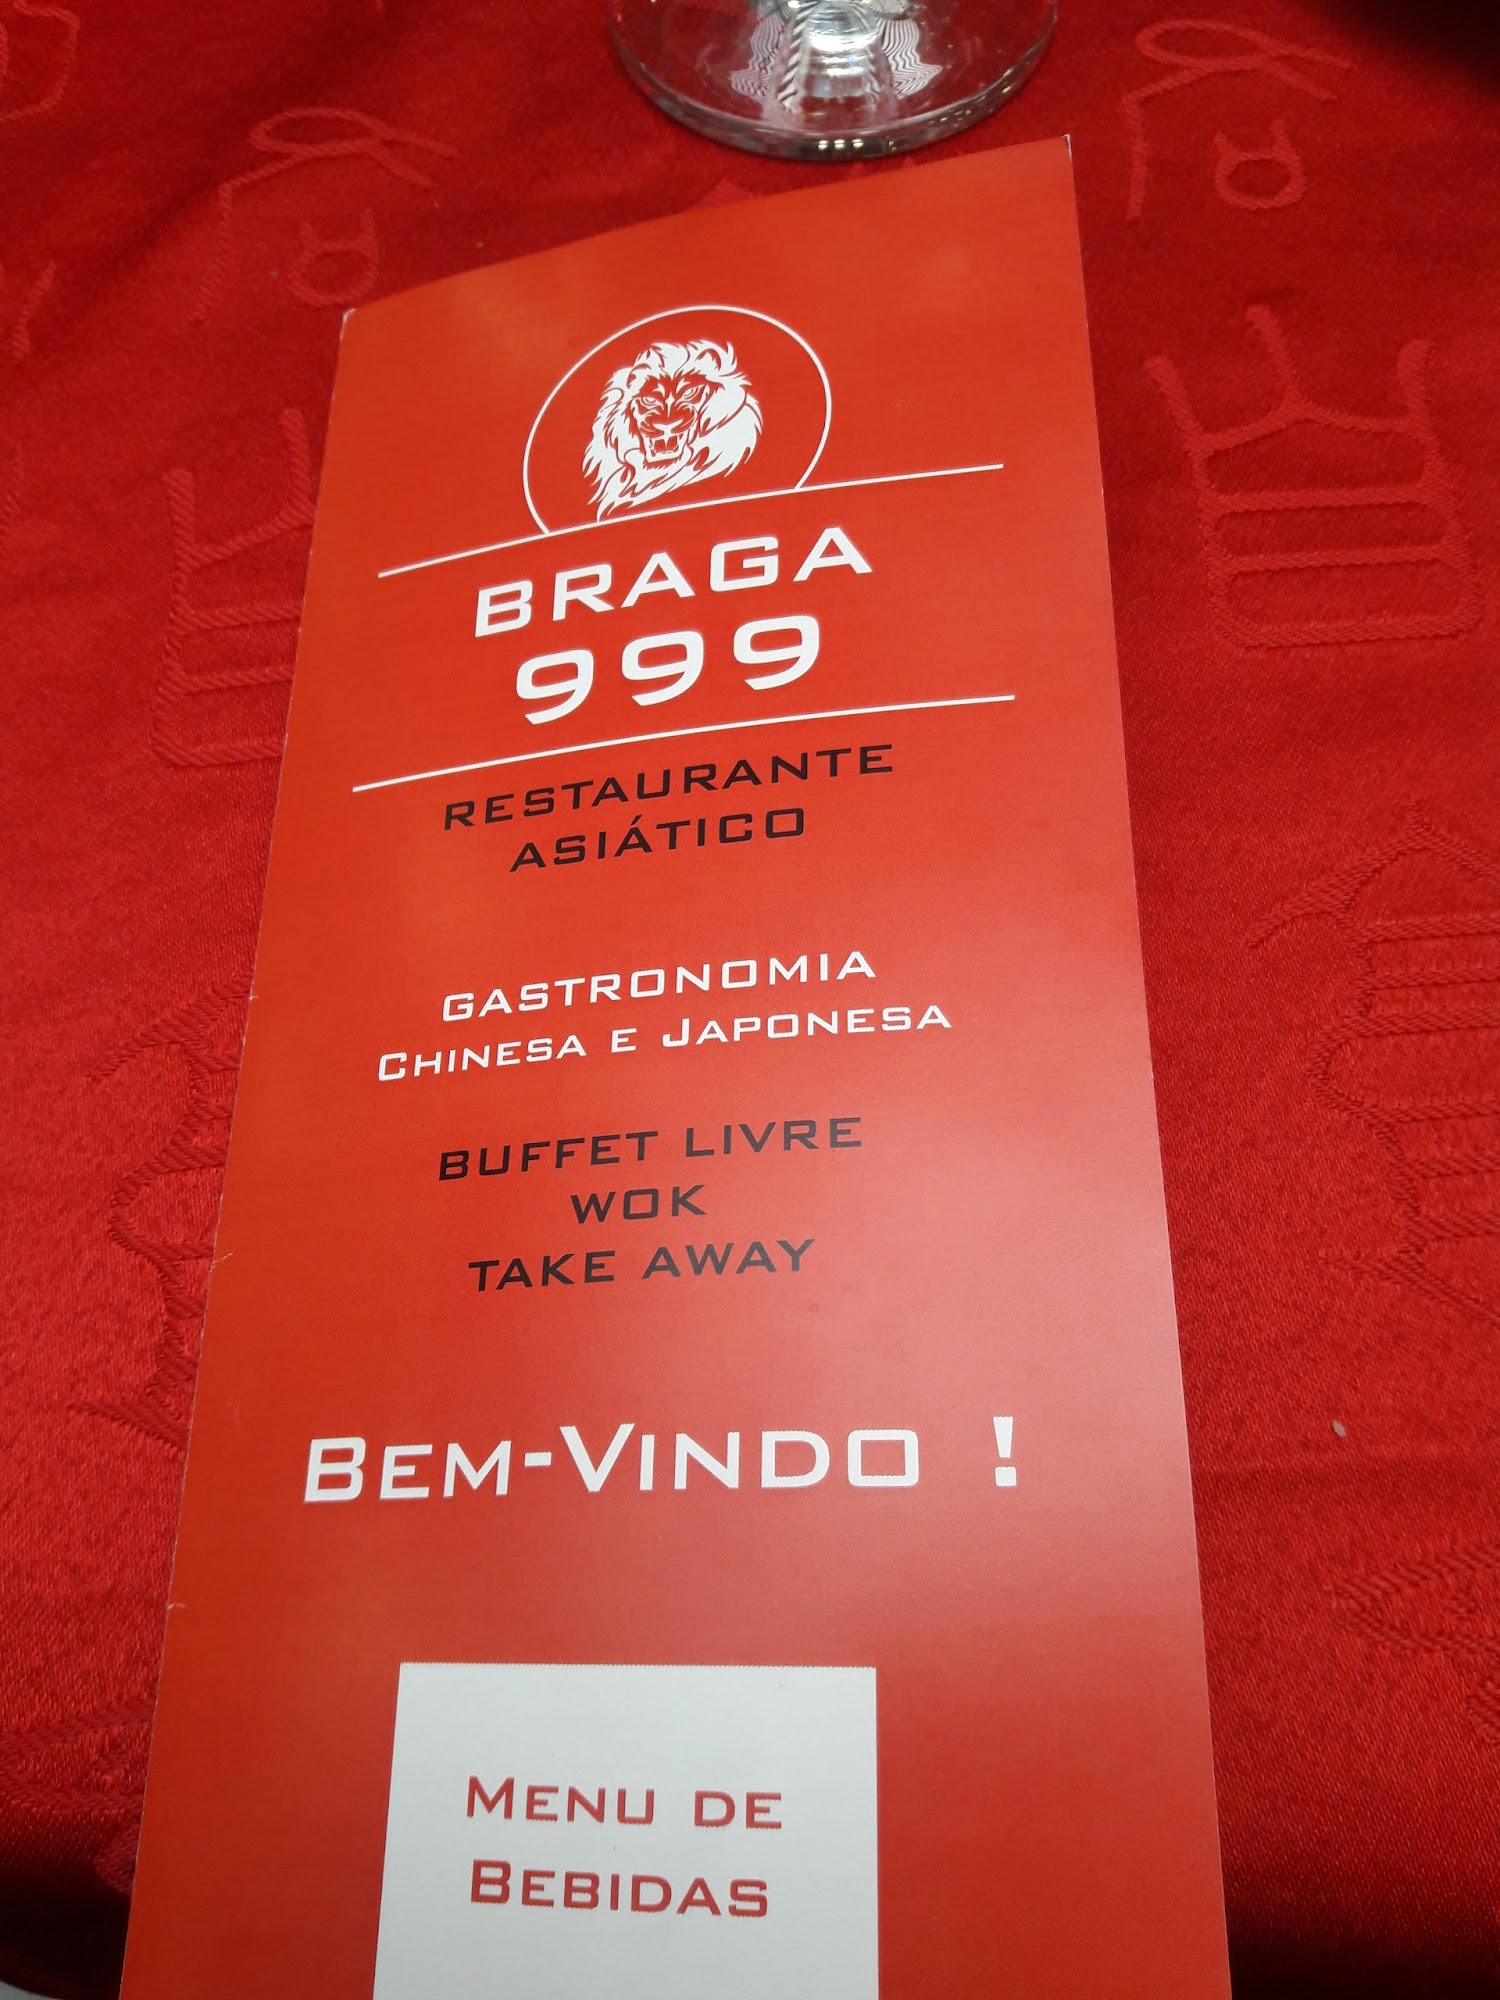 BRAGA
999
RESTAURANTE
ASIÁTICO
GASTRONOMIA
CHINESA E JAPONESA
BUFFET LIVRE
WOK
TAKE AWAY
BEM-VINDO !
MENU DE
BEBIDAS